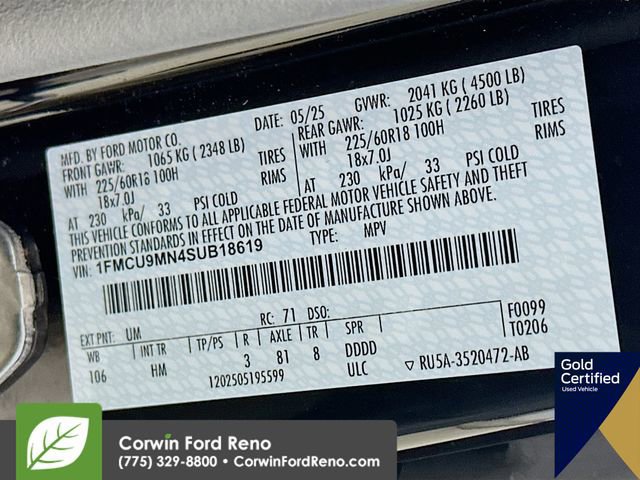 MFD. BY FORD MOTOR CO. DATE: 05/25 GVWR: 2041 KG ( 4500 LB)
FRONT GAWR: 1065 KG ( 2348 LB) REAR GAWR: 1025 KG ( 2260 LB)
WITH 225/60R18 100H TIRES WITH 225/60R18 100H TIRES
18x7.0J RIMS 18x7.0J RIMS
AT 230 kPa/ 33 PSI COLD AT 230 kPa/ 33 PSI COLD
THIS VEHICLE CONFORMS TO ALL APPLICABLE FEDERAL MOTOR VEHICLE SAFETY AND THEFT
PREVENTION STANDARDS IN EFFECT ON THE DATE OF MANUFACTURE SHOWN ABOVE.
VIN: 1FMCU9MN4SUB18619 TYPE: MPV
EXT PNT: UM RC: 71 DSO: F0099
WB INT TR TP/PS R AXLE TR SPR T0206
106 HM 3 81 8 DDDD
1202505195599 ULC ▽ RU5A-3520472-AB
Gold
Certified
Used Vehicle
Corwin Ford Reno
(775) 329-8800 • CorwinFordReno.com